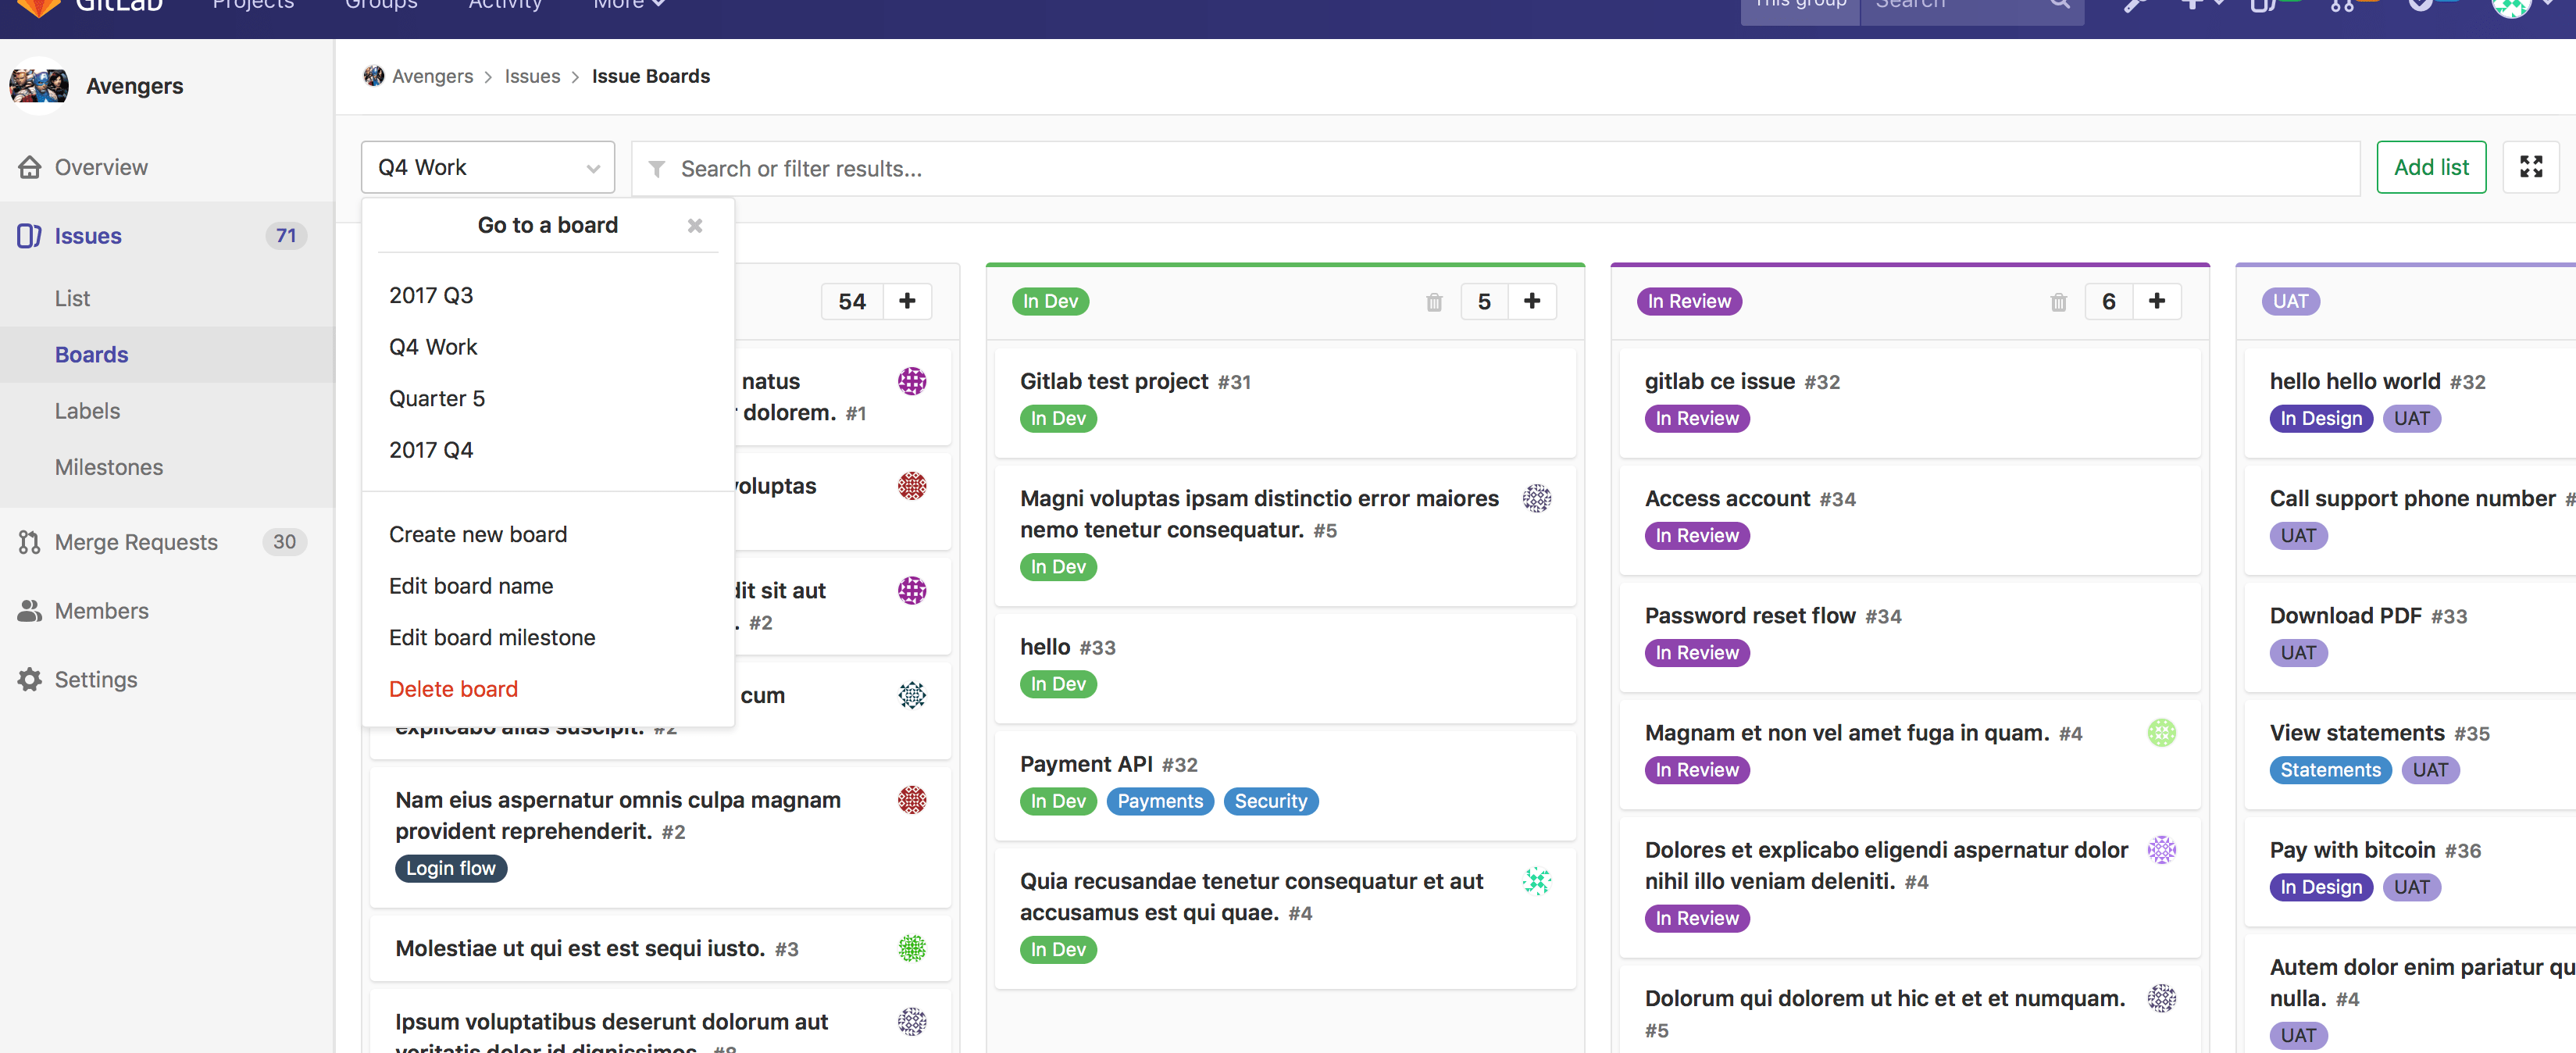 GitLab Projects Groups Activity More This group Search
Avengers
Overview
Issues 71
List
Boards
Labels
Milestones
Merge Requests 30
Members
Settings
Avengers > Issues > Issue Boards
Q4 Work
Search or filter results...
Add list
Go to a board
2017 Q3
Q4 Work
Quarter 5
2017 Q4
Create new board
Edit board name
Edit board milestone
Delete board
54
natus
dolorem. #1
voluptas
sit aut
#2
cum
explicabo alias suscipit. #2
Nam eius aspernatur omnis culpa magnam
provident reprehenderit. #2
Login flow
Molestiae ut qui est est sequi iusto. #3
Ipsum voluptatibus deserunt dolorum aut
veritatis dolor id dignissimos. #8
In Dev 5
Gitlab test project #31
In Dev
Magni voluptas ipsam distinctio error maiores
nemo tenetur consequatur. #5
In Dev
hello #33
In Dev
Payment API #32
In Dev Payments Security
Quia recusandae tenetur consequatur et aut
accusamus est qui quae. #4
In Dev
In Review 6
gitlab ce issue #32
In Review
Access account #34
In Review
Password reset flow #34
In Review
Magnam et non vel amet fuga in quam. #4
In Review
Dolores et explicabo eligendi aspernatur dolor
nihil illo veniam deleniti. #4
In Review
Dolorum qui dolorem ut hic et et et numquam.
#5
UAT
hello hello world #32
In Design UAT
Call support phone number #
UAT
Download PDF #33
UAT
View statements #35
Statements UAT
Pay with bitcoin #36
In Design UAT
Autem dolor enim pariatur qu
nulla. #4
UAT